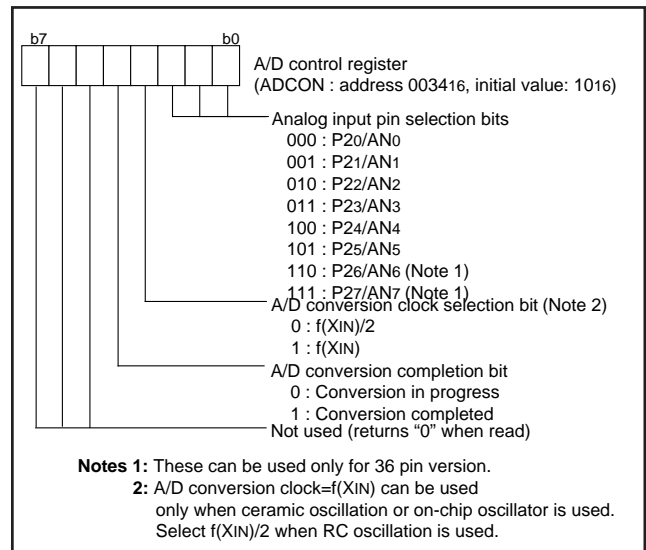 b7 b0
A/D control register
(ADCON : address 003416, initial value: 1016)
Analog input pin selection bits
000 : P20/AN0
001 : P21/AN1
010 : P22/AN2
011 : P23/AN3
100 : P24/AN4
101 : P25/AN5
110 : P26/AN6 (Note 1)
111 : P27/AN7 (Note 1)
A/D conversion clock selection bit (Note 2)
0 : f(XIN)/2
1 : f(XIN)
A/D conversion completion bit
0 : Conversion in progress
1 : Conversion completed
Not used (returns “0” when read)
Notes 1: These can be used only for 36 pin version.
2: A/D conversion clock=f(XIN) can be used
only when ceramic oscillation or on-chip oscillator is used.
Select f(XIN)/2 when RC oscillation is used.